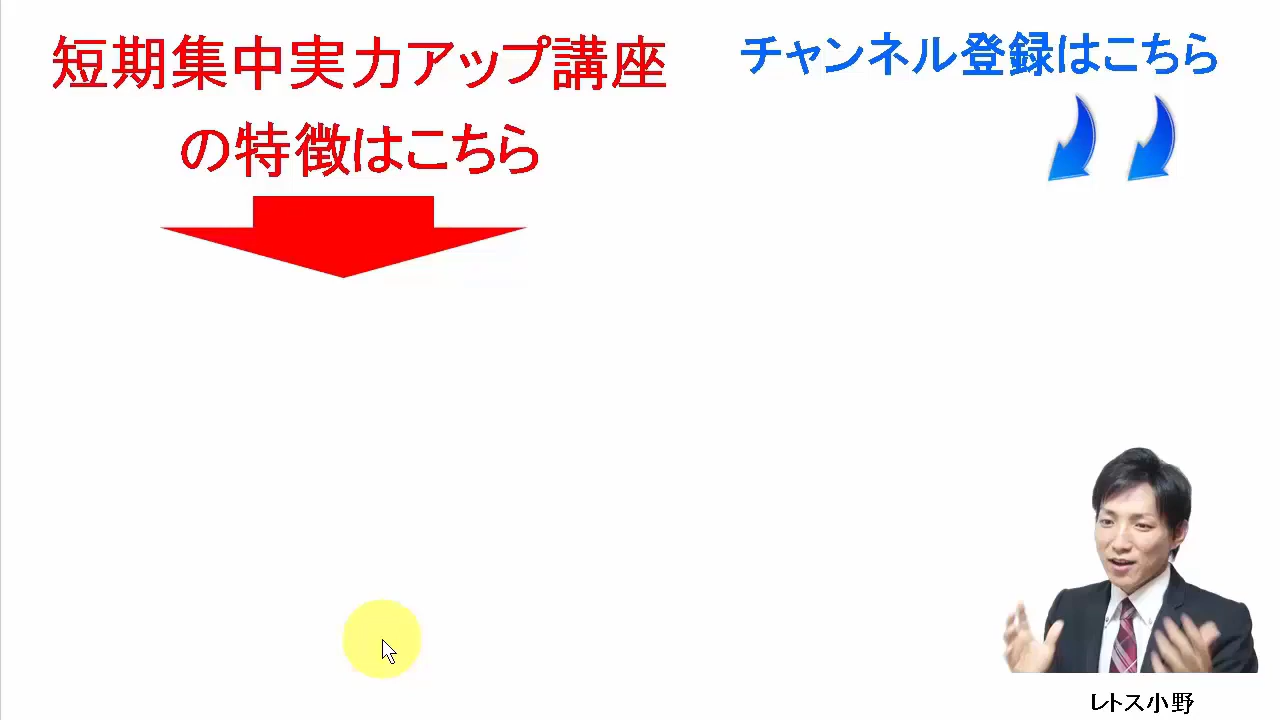 短期集中実力アップ講座
の特徴はこちら
チャンネル登録はこちら
レトス小野